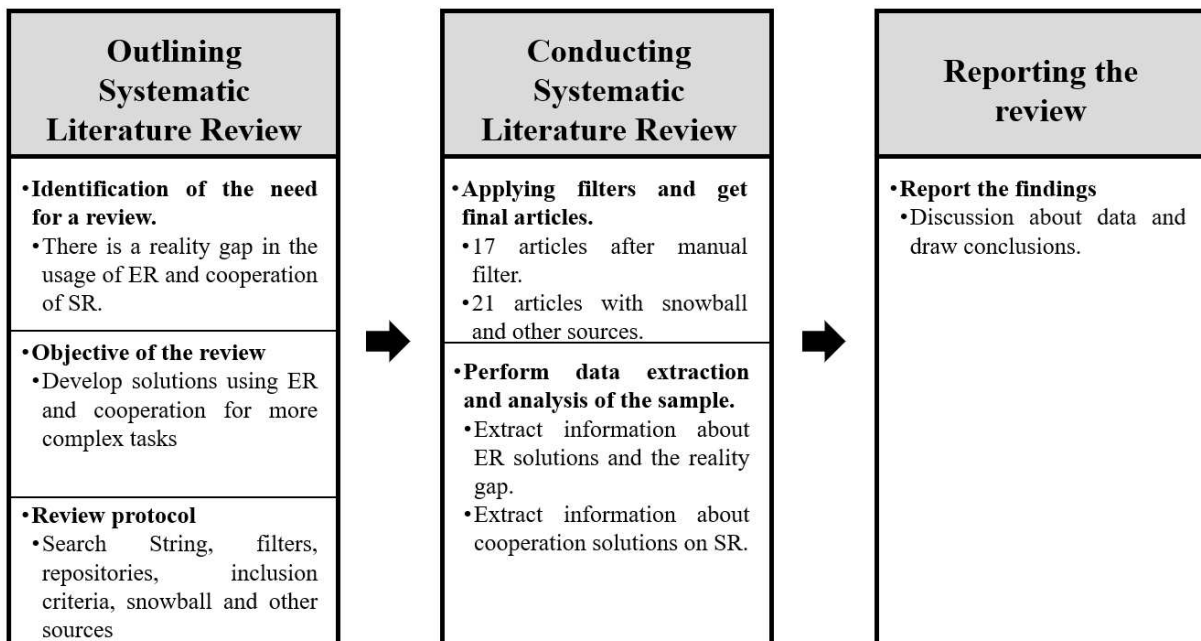 Outlining
Systematic
Literature Review
•Identification of the need
for a review.
•There is a reality gap in the
usage of ER and cooperation
of SR.
•Objective of the review
•Develop solutions using ER
and cooperation for more
complex tasks
•Review protocol
•Search String, filters,
repositories, inclusion
criteria, snowball and other
sources
Conducting
Systematic
Literature Review
•Applying filters and get
final articles.
•17 articles after manual
filter.
•21 articles with snowball
and other sources.
•Perform data extraction
and analysis of the sample.
•Extract information about
ER solutions and the reality
gap.
•Extract information about
cooperation solutions on SR.
Reporting the
review
•Report the findings
•Discussion about data and
draw conclusions.